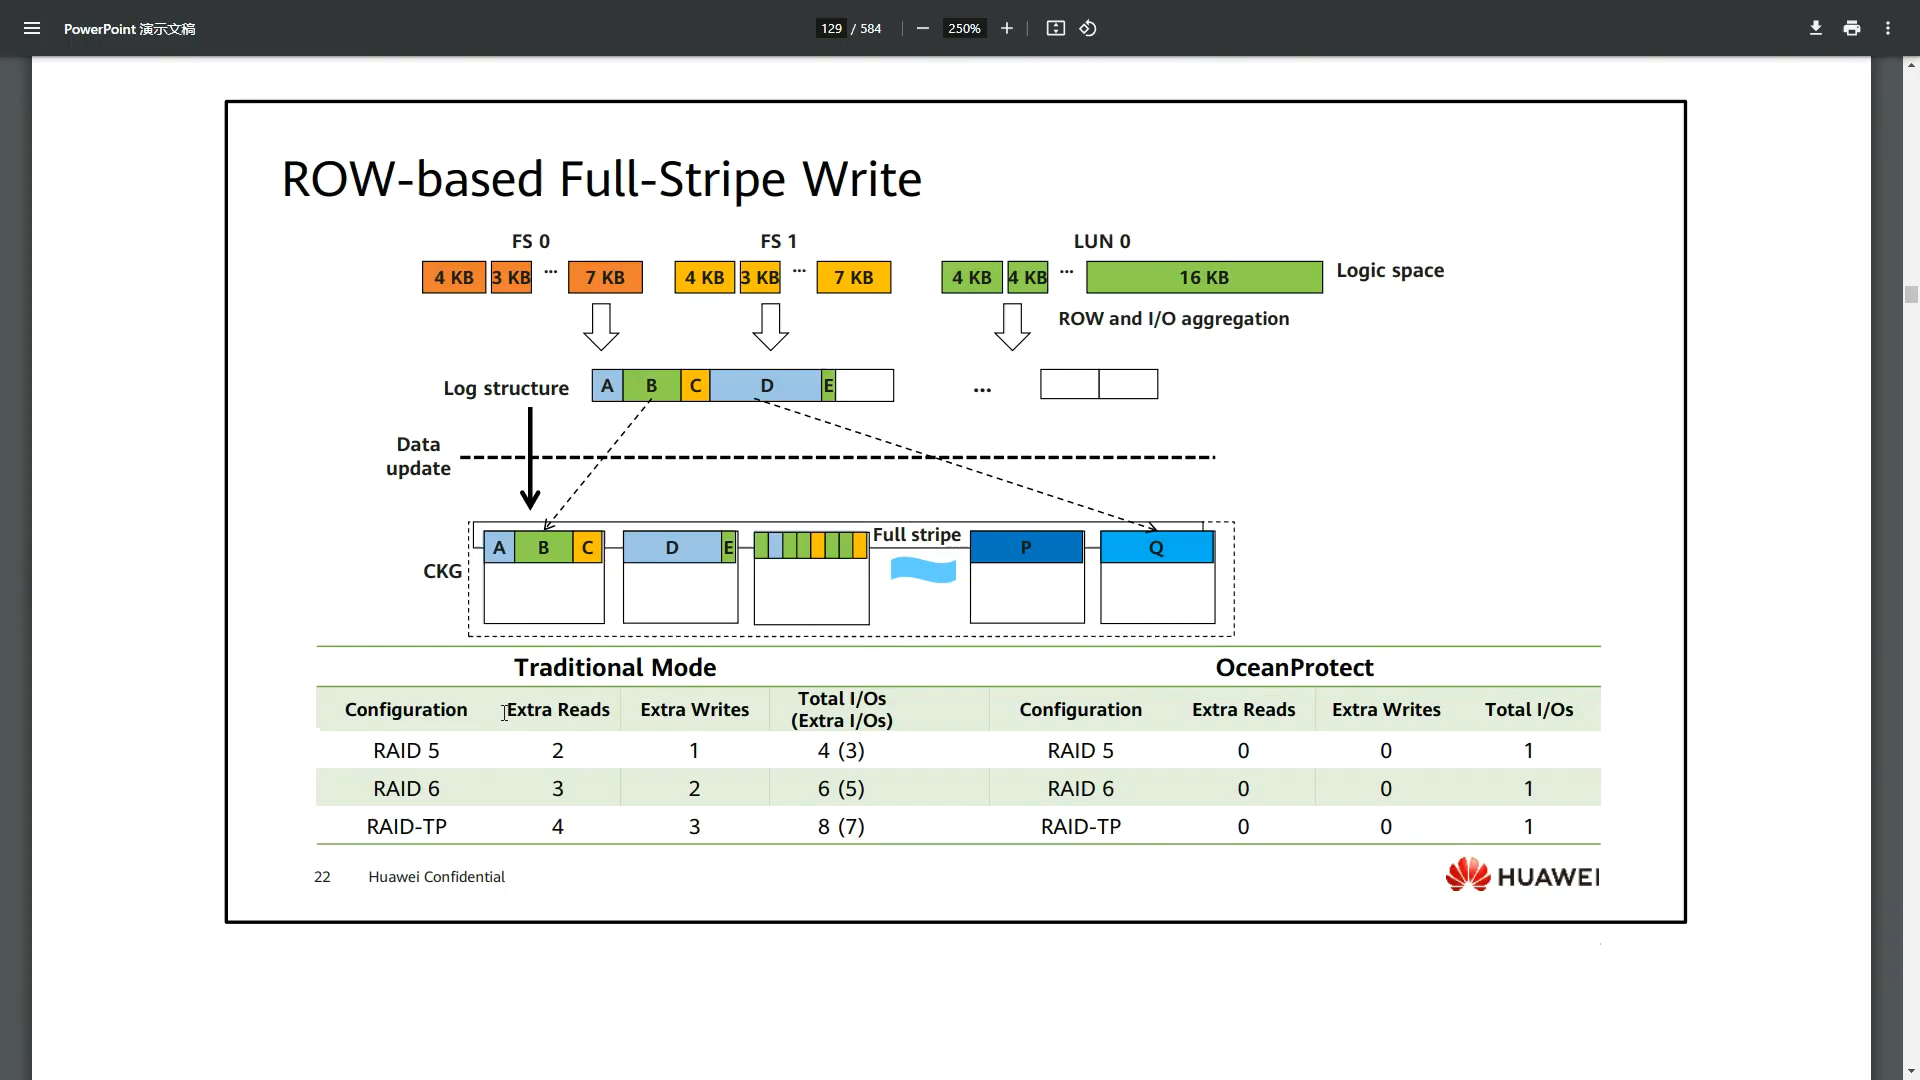 PowerPoint 演示文稿
129 / 584
250%
ROW-based Full-Stripe Write
FS 0
FS 1
LUN 0
4 KB 3 KB ... 7 KB
4 KB 3 KB ... 7 KB
4 KB 4 KB ... 16 KB
Logic space
ROW and I/O aggregation
Log structure
A B C D E
...
Data
update
Full stripe
CKG
A B C
D E
P
Q
Traditional Mode OceanProtect
Configuration Extra Reads Extra Writes Total I/Os (Extra I/Os) Configuration Extra Reads Extra Writes Total I/Os
RAID 5 2 1 4 (3) RAID 5 0 0 1
RAID 6 3 2 6 (5) RAID 6 0 0 1
RAID-TP 4 3 8 (7) RAID-TP 0 0 1
22 Huawei Confidential
HUAWEI